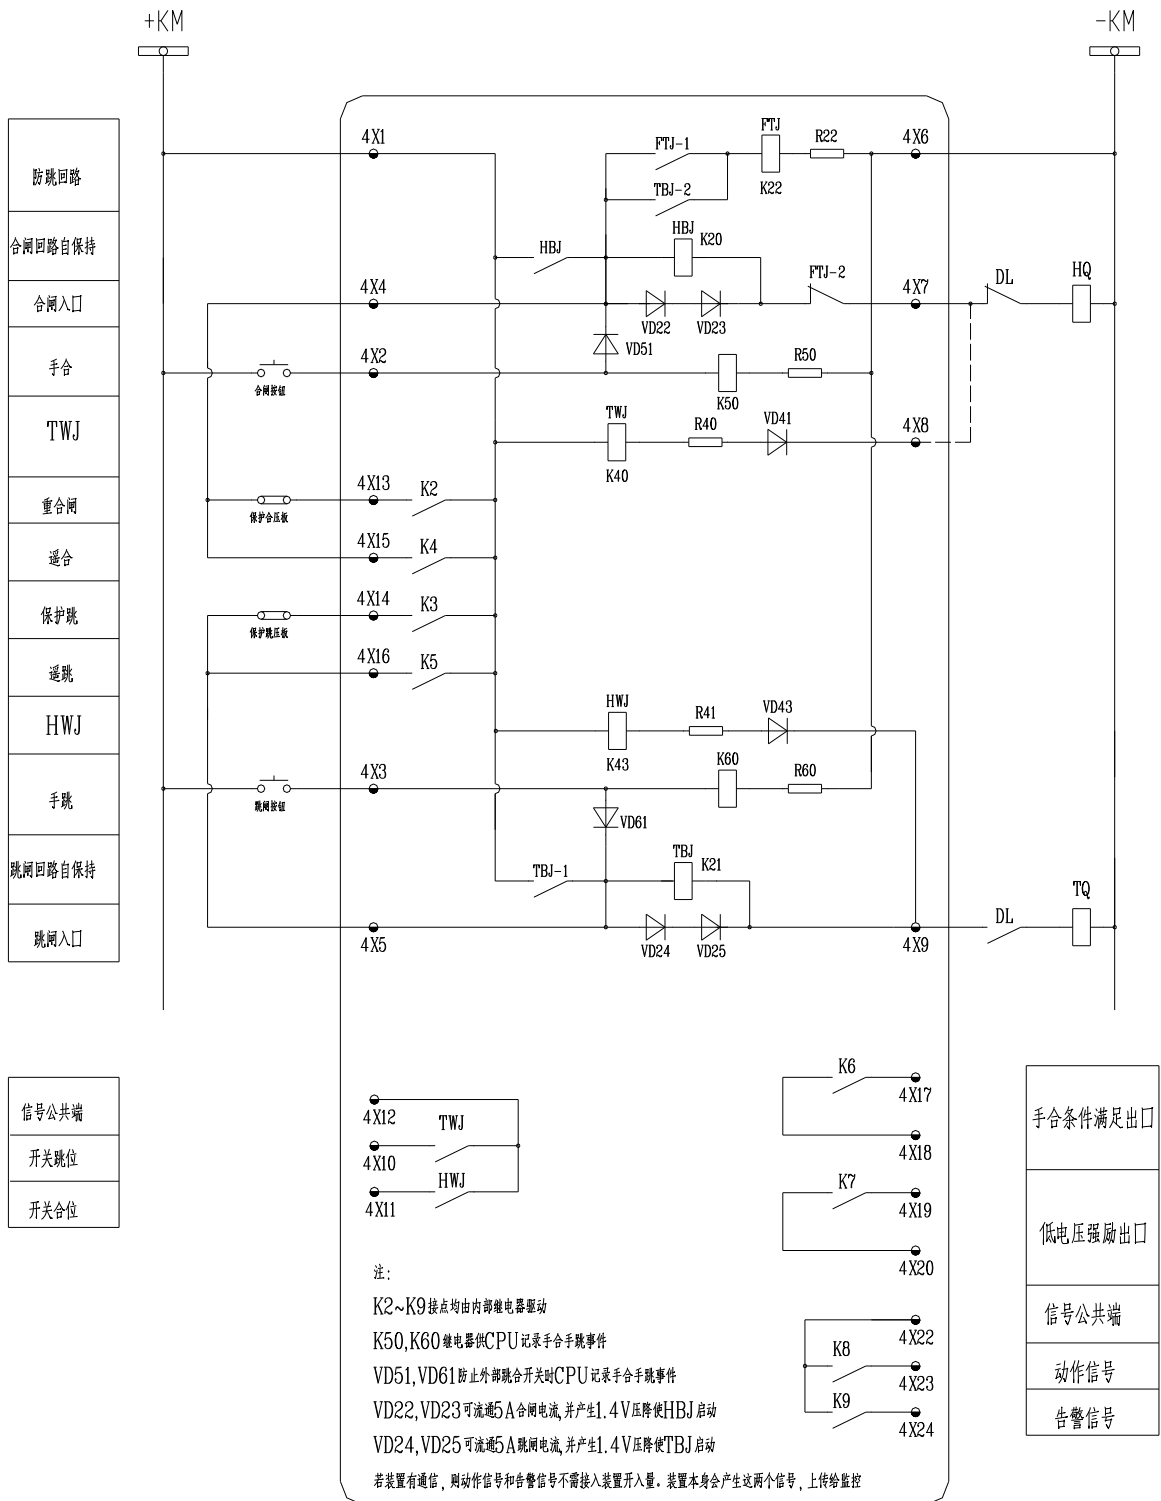 +KM
-KM
防跳回路
合闸回路自保持
合闸入口
手合
TWJ
重合闸
遥合
保护跳
遥跳
HWJ
手跳
跳闸回路自保持
跳闸入口
4X1
FTJ-1
FTJ
K22
R22
4X6
TBJ-2
HBJ
HBJ
K20
4X4
VD22
VD23
FTJ-2
4X7
DL
HQ
VD51
合闸按钮
4X2
K50
R50
TWJ
K40
R40
VD41
4X8
保护合压板
4X13
K2
4X15
K4
保护跳压板
4X14
K3
4X16
K5
HWJ
K43
R41
VD43
跳闸按钮
4X3
K60
R60
VD61
TBJ-1
TBJ
K21
4X5
VD24
VD25
4X9
DL
TQ
信号公共端
开关跳位
开关合位
4X12
TWJ
4X10
HWJ
4X11
K6
4X17
4X18
K7
4X19
4X20
4X22
K8
4X23
K9
4X24
手合条件满足出口
低电压强励出口
信号公共端
动作信号
告警信号
注:
K2~K9接点均由内部继电器驱动
K50,K60继电器供CPU记录手合手跳事件
VD51,VD61防止外部跳合开关时CPU记录手合手跳事件
VD22,VD23可流通5A合闸电流,并产生1.4V压降使HBJ启动
VD24,VD25可流通5A跳闸电流,并产生1.4V压降使TBJ启动
若装置有通信，则动作信号和告警信号不需接入装置开入量。装置本身会产生这两个信号，上传给监控